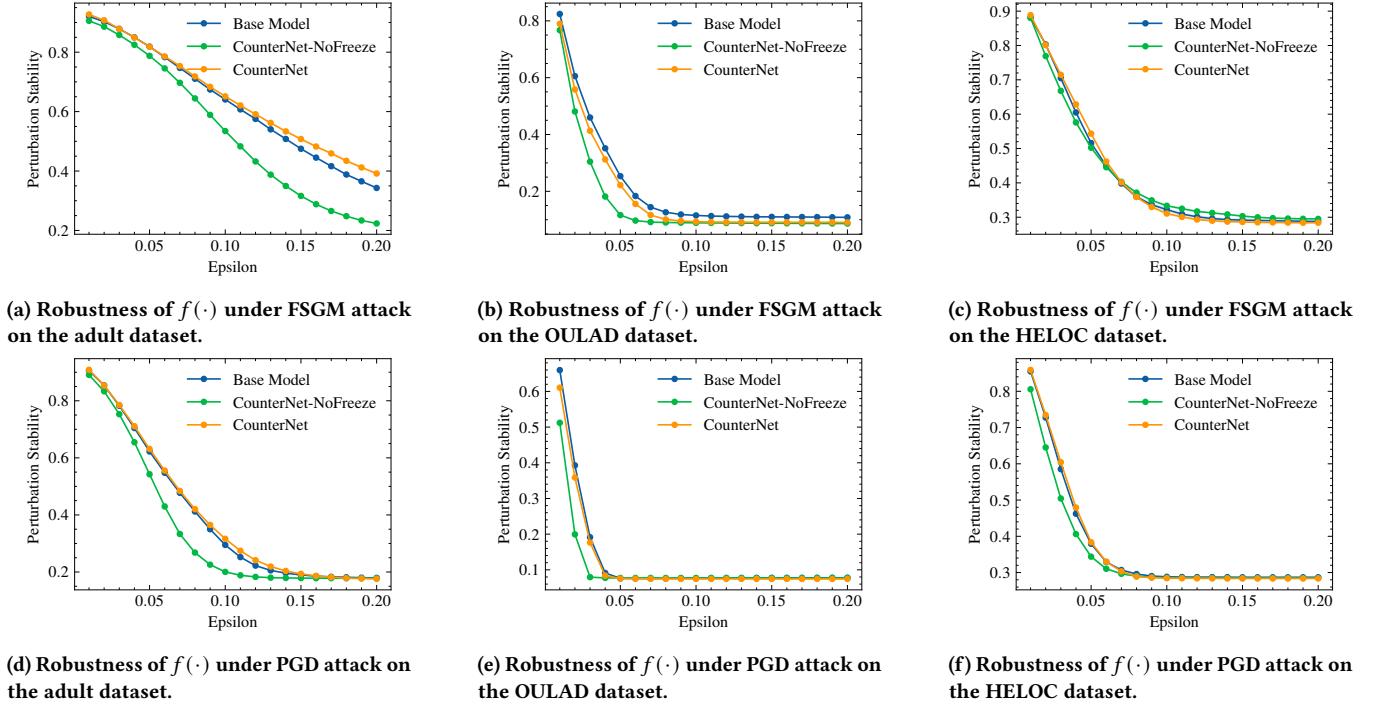 Perturbation Stability
0.8
0.6
0.4
0.2
0.05
0.10
0.15
0.20
Epsilon
Base Model
CounterNet-NoFreeze
CounterNet
(a) Robustness of f(·) under FSGM attack
on the adult dataset.
Perturbation Stability
0.8
0.6
0.4
0.2
0.05
0.10
0.15
0.20
Epsilon
Base Model
CounterNet-NoFreeze
CounterNet
(b) Robustness of f(·) under FSGM attack
on the OULAD dataset.
Perturbation Stability
0.9
0.8
0.7
0.6
0.5
0.4
0.3
0.05
0.10
0.15
0.20
Epsilon
Base Model
CounterNet-NoFreeze
CounterNet
(c) Robustness of f(·) under FSGM attack
on the HELOC dataset.
Perturbation Stability
0.8
0.6
0.4
0.2
0.05
0.10
0.15
0.20
Epsilon
Base Model
CounterNet-NoFreeze
CounterNet
(d) Robustness of f(·) under PGD attack on
the adult dataset.
Perturbation Stability
0.6
0.5
0.4
0.3
0.2
0.1
0.05
0.10
0.15
0.20
Epsilon
Base Model
CounterNet-NoFreeze
CounterNet
(e) Robustness of f(·) under PGD attack on
the OULAD dataset.
Perturbation Stability
0.8
0.7
0.6
0.5
0.4
0.3
0.05
0.10
0.15
0.20
Epsilon
Base Model
CounterNet-NoFreeze
CounterNet
(f) Robustness of f(·) under PGD attack on
the HELOC dataset.